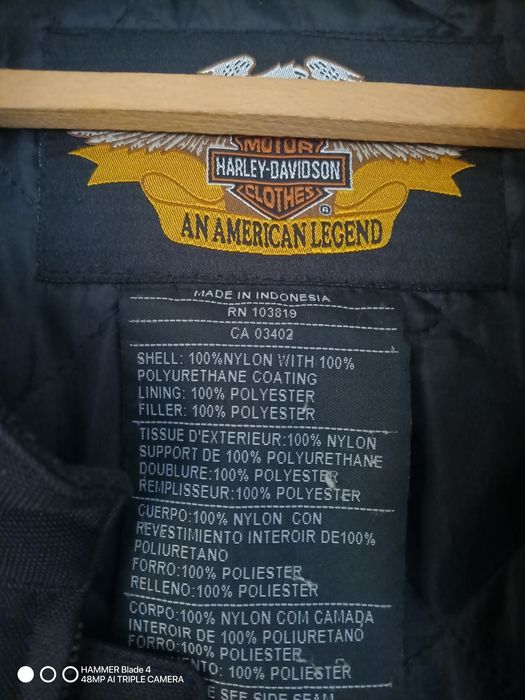 MOTOR
HARLEY-DAVIDSON
CLOTHES
®
AN AMERICAN LEGEND
MADE IN INDONESIA
RN 103819
CA 03402
SHELL: 100%NYLON WITH 100%
POLYURETHANE COATING
LINING: 100% POLYESTER
FILLER: 100% POLYESTER
TISSUE D'EXTERIEUR:100% NYLON
SUPPORT DE 100% POLYURETHANE
DOUBLURE:100% POLYESTER
REMPLISSEUR:100% POLYESTER
CUERPO:100% NYLON CON
REVESTIMIENTO INTEROIR DE100%
POLIURETANO
FORRO:100% POLIESTER
RELLENO:100% POLIESTER
CORPO:100% NYLON COM CAMADA
INTEROIR DE 100% POLIURETANO
FORRO:100% POLIESTER
ENTO: 100% POLIESTER
SEE SIDE SEAM
HAMMER Blade 4
48MP AI TRIPLE CAMERA